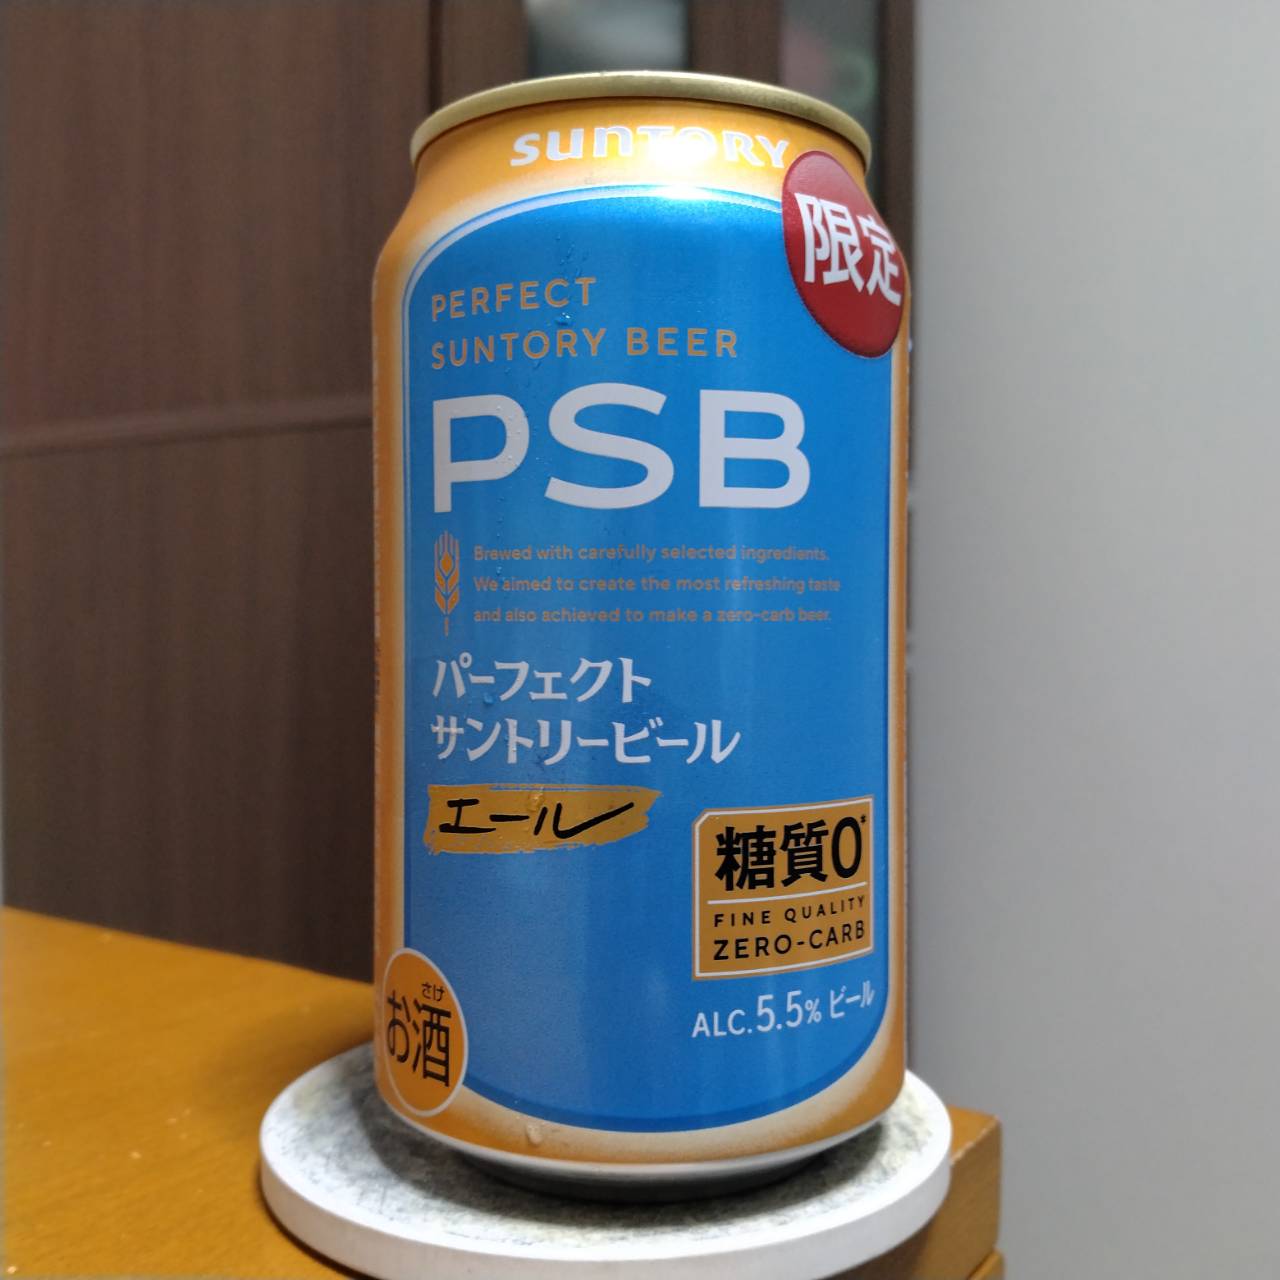 SUNTORY
限定
PERFECT
SUNTORY BEER
PSB
Brewed with carefully selected ingredients.
We aimed to create the most refreshing taste
and also achieved to make a zero-carb beer.
パーフェクト
サントリービール
エール
糖質0*
FINE QUALITY
ZERO-CARB
ALC.5.5% ビール
さけ
お酒